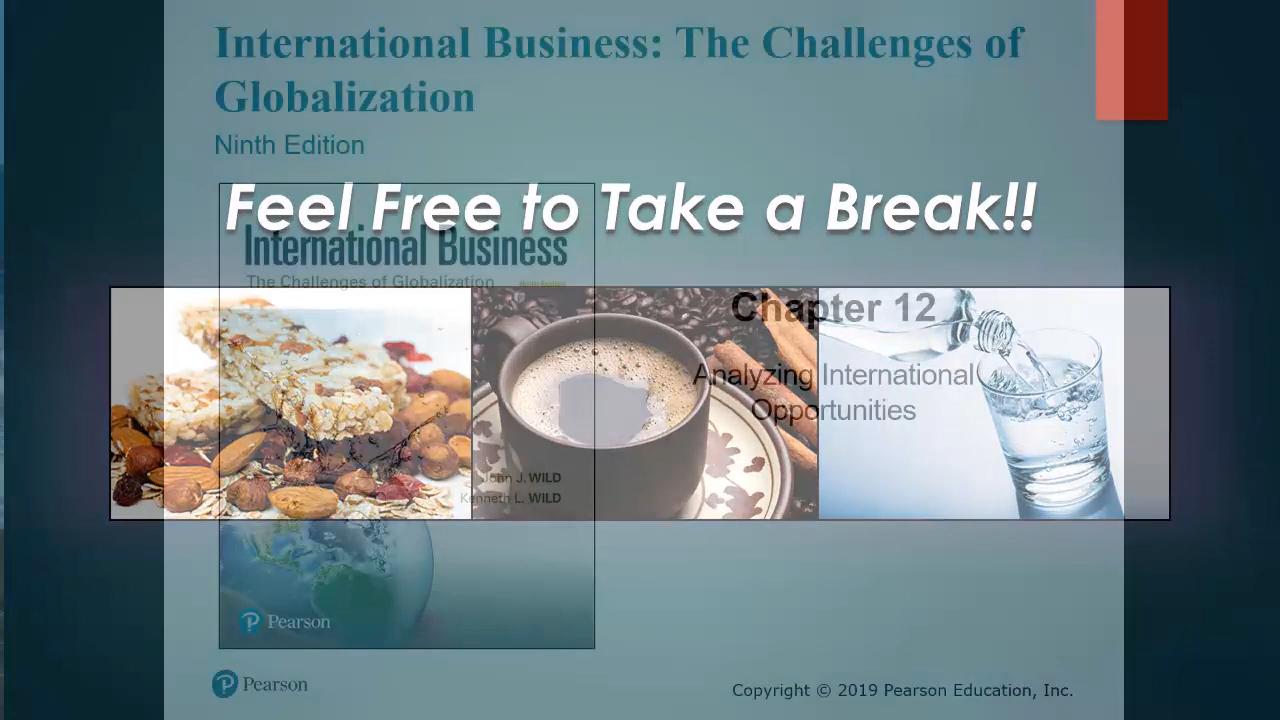 International Business: The Challenges of
Globalization
Ninth Edition
Feel Free to Take a Break!!
International Business
The Challenges of Globalization
Chapter 12
Analyzing International
Opportunities
John J. WILD
Kenneth L. WILD
Pearson
Pearson
Copyright © 2019 Pearson Education, Inc.